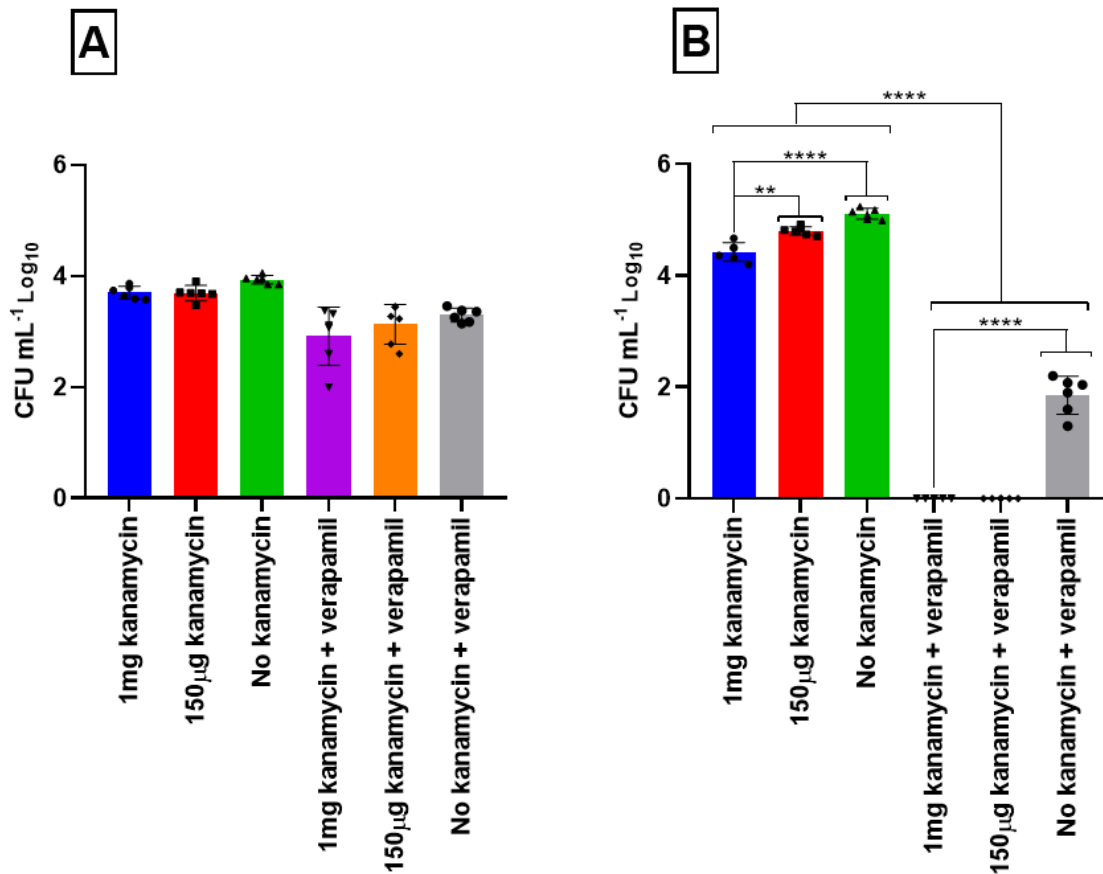 A
B
CFU mL⁻¹ Log₁₀
6
4
2
0
1mg kanamycin
150µg kanamycin
No kanamycin
1mg kanamycin + verapamil
150µg kanamycin + verapamil
No kanamycin + verapamil
CFU mL⁻¹ Log₁₀
6
4
2
0
****
****
**
****
1mg kanamycin
150µg kanamycin
No kanamycin
1mg kanamycin + verapamil
150µg kanamycin + verapamil
No kanamycin + verapamil